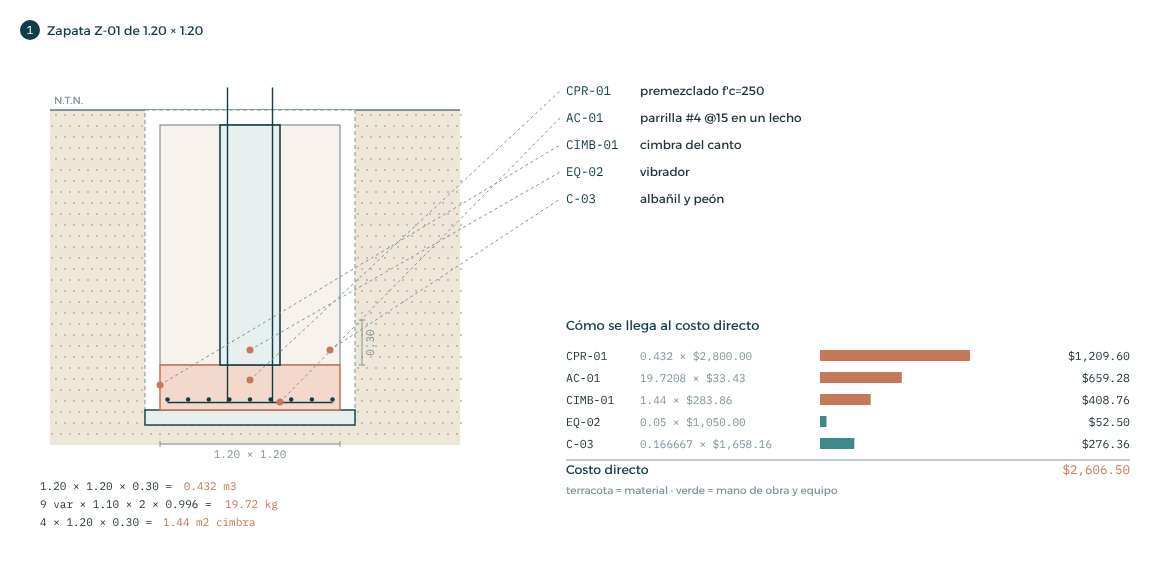 1 Zapata Z-01 de 1.20 × 1.20
N.T.N.
CPR-01 premezclado f'c=250
AC-01 parrilla #4 @15 en un lecho
CIMB-01 cimbra del canto
EQ-02 vibrador
C-03 albañil y peón
0.30
1.20 × 1.20
1.20 × 1.20 × 0.30 = 0.432 m3
9 var × 1.10 × 2 × 0.996 = 19.72 kg
4 × 1.20 × 0.30 = 1.44 m2 cimbra
Cómo se llega al costo directo
CPR-01 0.432 × $2,800.00 $1,209.60
AC-01 19.7208 × $33.43 $659.28
CIMB-01 1.44 × $283.86 $408.76
EQ-02 0.05 × $1,050.00 $52.50
C-03 0.166667 × $1,658.16 $276.36
Costo directo $2,606.50
terracota = material · verde = mano de obra y equipo